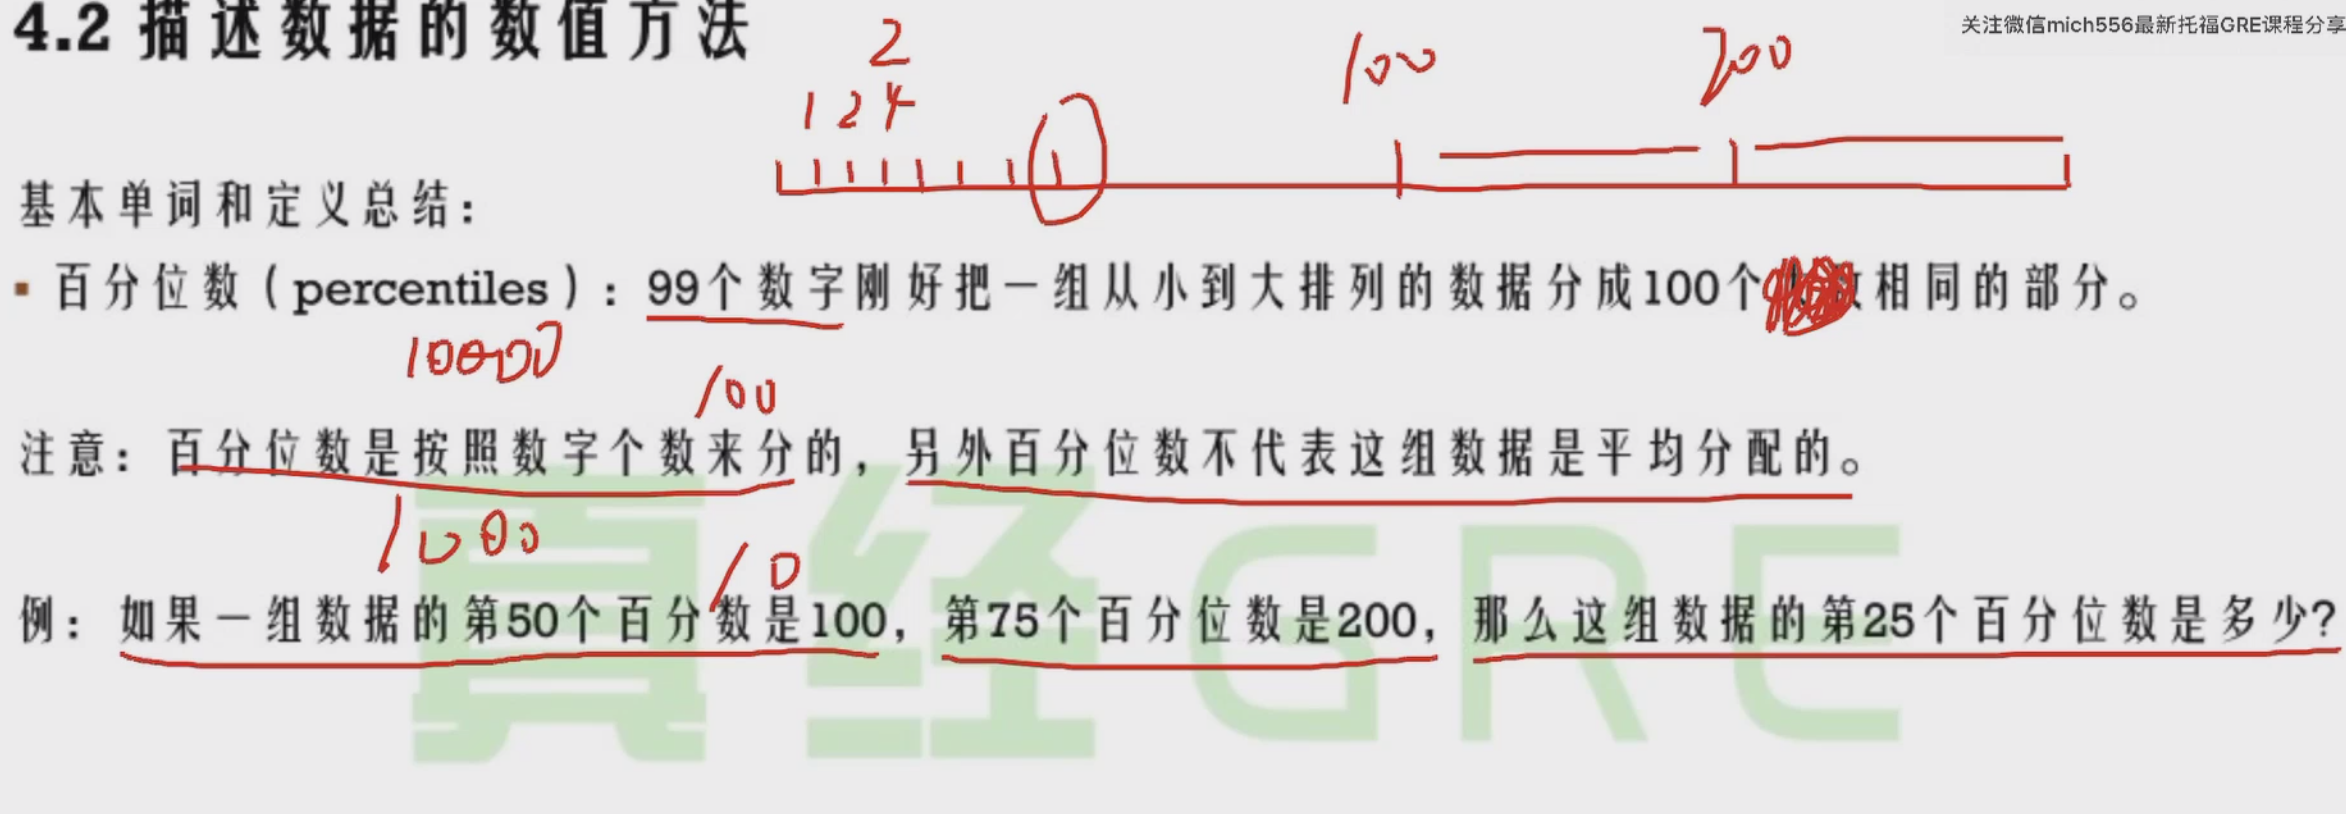 4.2 描述数据的数值方法
关注微信mich556最新托福GRE课程分享
2
1 2 4
100
200
基本单词和定义总结：
▪ 百分位数（percentiles）：99个数字刚好把一组从小到大排列的数据分成100个 相同的部分。
100
注意：百分位数是按照数字个数来分的，另外百分位数不代表这组数据是平均分配的。
1000
10
例：如果一组数据的第50个百分数是100，第75个百分位数是200，那么这组数据的第25个百分位数是多少?
真经GRE